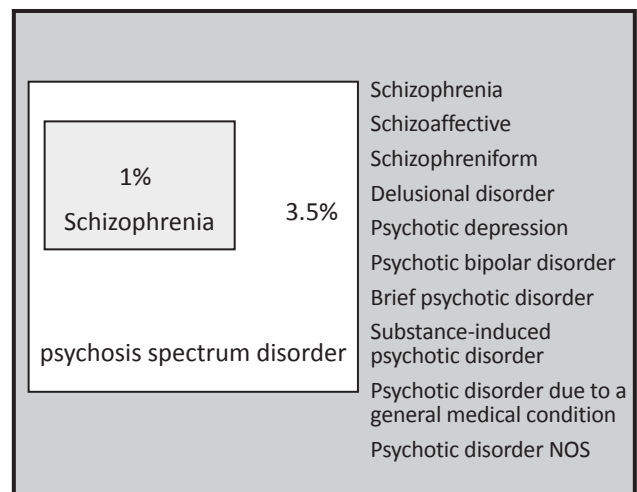 1%
Schizophrenia
3.5%
psychosis spectrum disorder
Schizophrenia
Schizoaffective
Schizophreniform
Delusional disorder
Psychotic depression
Psychotic bipolar disorder
Brief psychotic disorder
Substance-induced
psychotic disorder
Psychotic disorder due to a
general medical condition
Psychotic disorder NOS